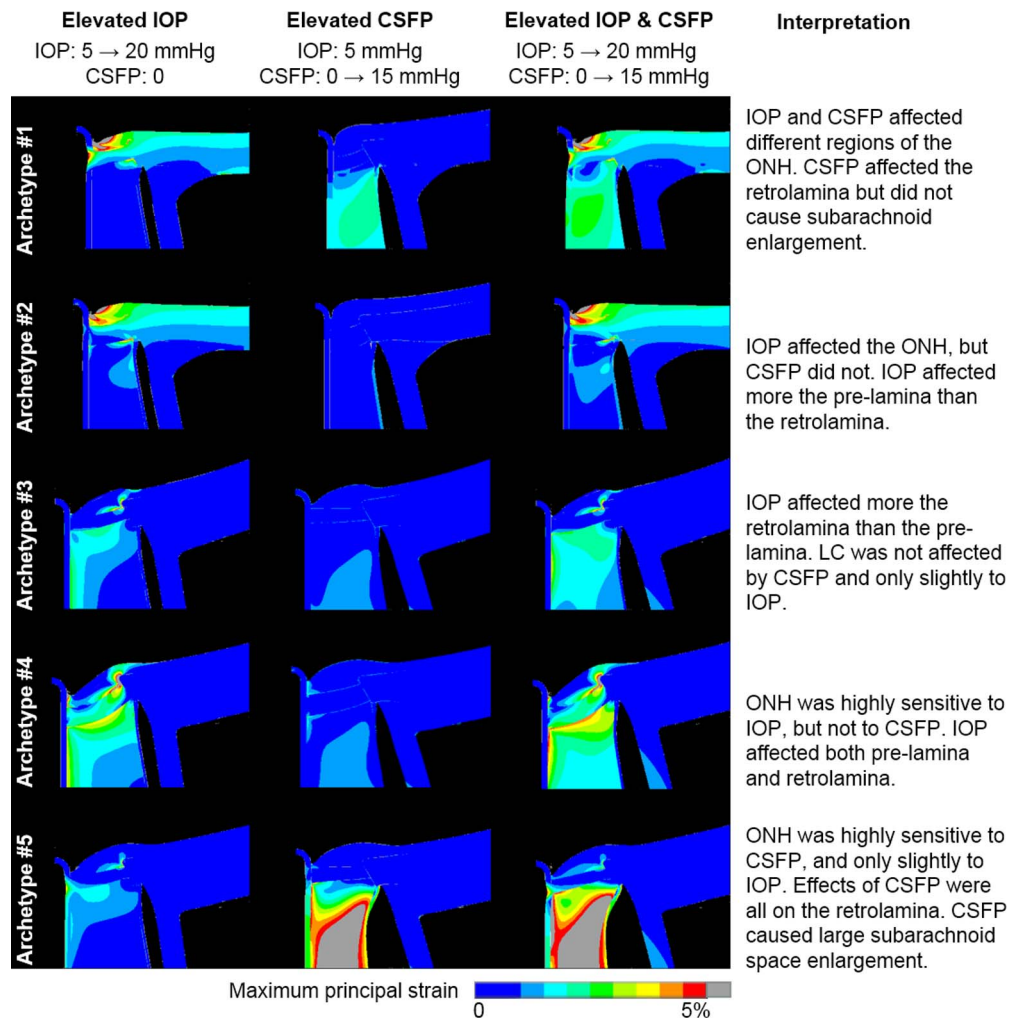 Elevated IOP
IOP: 5 → 20 mmHg
CSFP: 0
Elevated CSFP
IOP: 5 mmHg
CSFP: 0 → 15 mmHg
Elevated IOP & CSFP
IOP: 5 → 20 mmHg
CSFP: 0 → 15 mmHg
Interpretation
Archetype #1
IOP and CSFP affected
different regions of the
ONH. CSFP affected the
retrolamina but did not
cause subarachnoid
enlargement.
Archetype #2
IOP affected the ONH, but
CSFP did not. IOP affected
more the pre-lamina than
the retrolamina.
Archetype #3
IOP affected more the
retrolamina than the pre-
lamina. LC was not affected
by CSFP and only slightly to
IOP.
Archetype #4
ONH was highly sensitive to
IOP, but not to CSFP. IOP
affected both pre-lamina
and retrolamina.
Archetype #5
ONH was highly sensitive to
CSFP, and only slightly to
IOP. Effects of CSFP were
all on the retrolamina. CSFP
caused large subarachnoid
space enlargement.
Maximum principal strain
0
5%